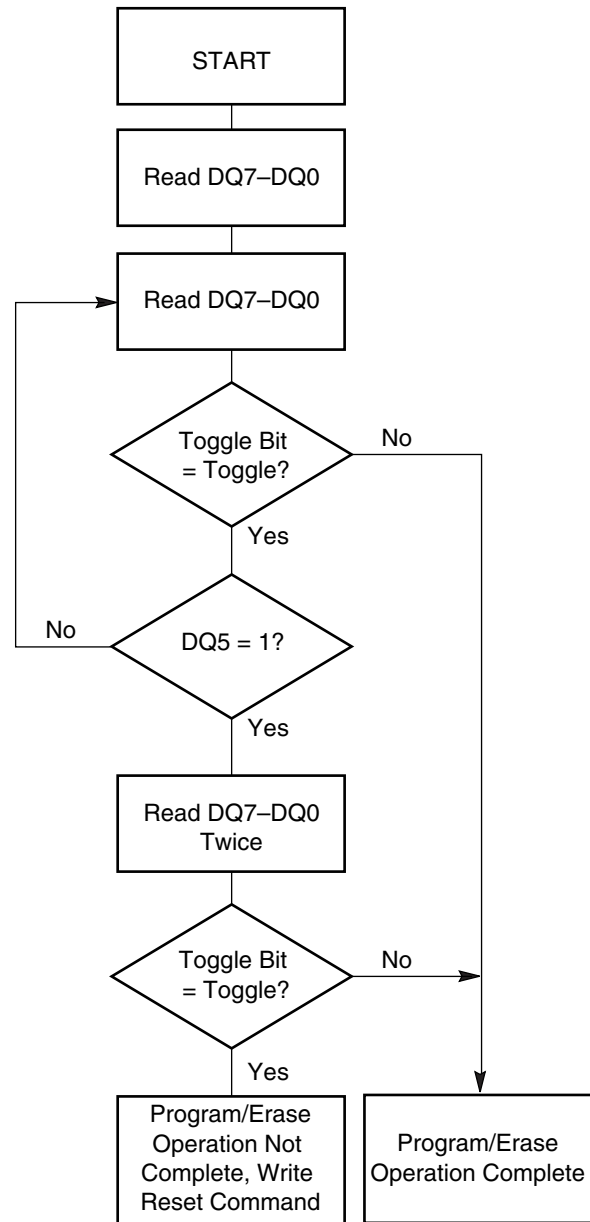 START
Read DQ7–DQ0
Read DQ7–DQ0
Toggle Bit
= Toggle?
No
Yes
No
DQ5 = 1?
Yes
Read DQ7–DQ0
Twice
Toggle Bit
= Toggle?
No
Yes
Program/Erase
Operation Not
Complete, Write
Reset Command
Program/Erase
Operation Complete